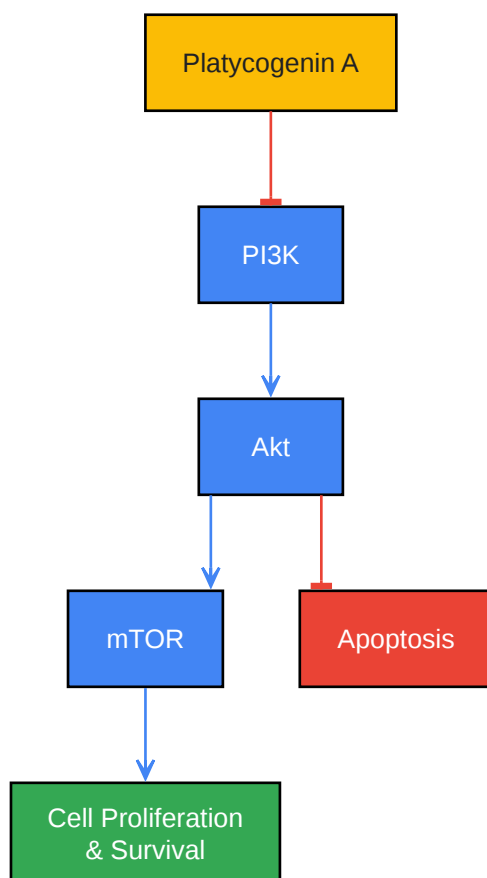 Platycogenin A
PI3K
Akt
mTOR
Apoptosis
Cell Proliferation
& Survival